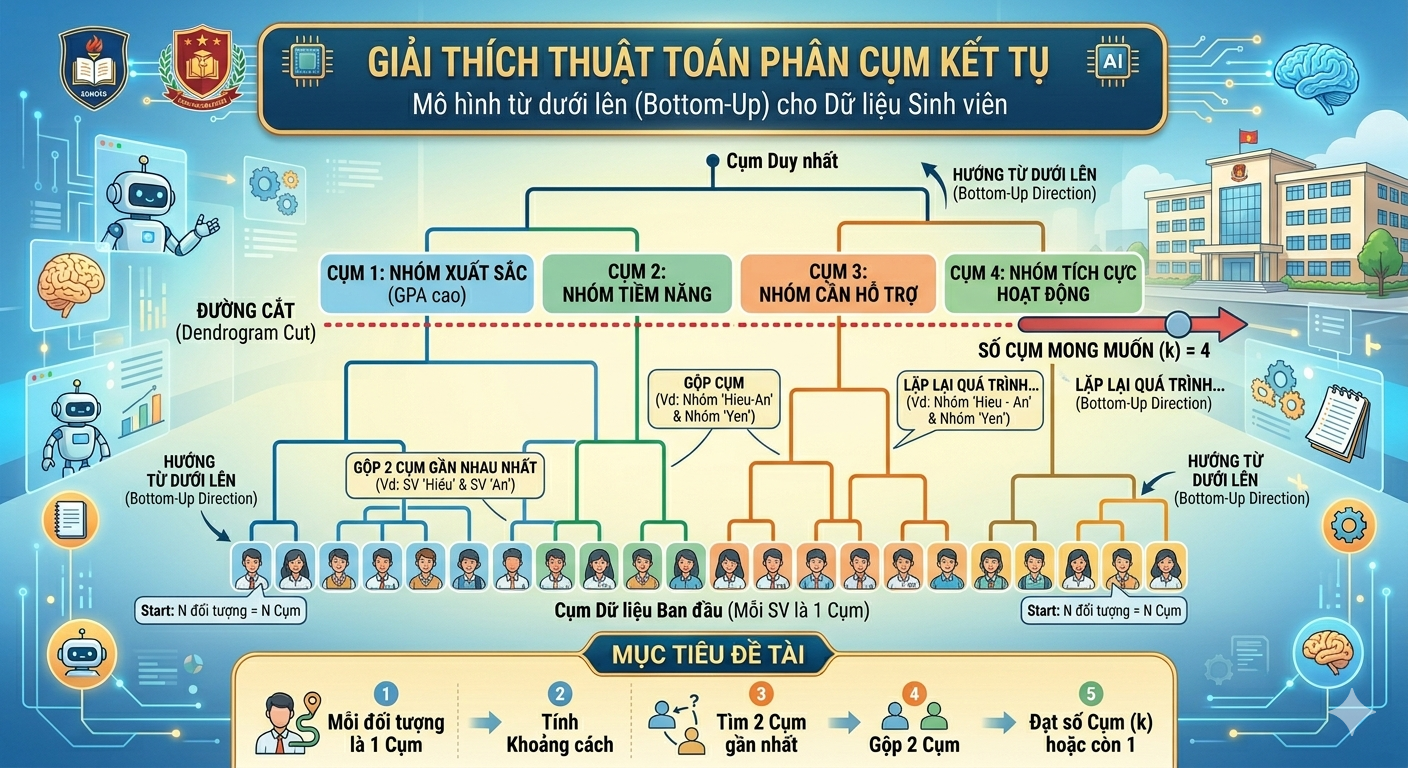 GIẢI THÍCH THUẬT TOÁN PHÂN CỤM KẾT TỤ
Mô hình từ dưới lên (Bottom-Up) cho Dữ liệu Sinh viên
AI
Cụm Duy nhất
HƯỚNG TỪ DƯỚI LÊN
(Bottom-Up Direction)
CỤM 1: NHÓM XUẤT SẮC
(GPA cao)
CỤM 2:
NHÓM TIỀM NĂNG
CỤM 3:
NHÓM CẦN HỖ TRỢ
CỤM 4: NHÓM TÍCH CỰC
HOẠT ĐỘNG
ĐƯỜNG CẮT
(Dendrogram Cut)
SỐ CỤM MONG MUỐN (k) = 4
GỘP CỤM
(Vd: Nhóm 'Hieu-An'
& Nhóm 'Yen')
LẶP LẠI QUÁ TRÌNH...
(Vd: Nhóm 'Hieu - An'
& Nhóm 'Yen')
LẶP LẠI QUÁ TRÌNH...
(Bottom-Up Direction)
HƯỚNG
TỪ DƯỚI LÊN
(Bottom-Up Direction)
GỘP 2 CỤM GẦN NHAU NHẤT
(Vd: SV 'Hiéu' & SV 'An')
HƯỚNG TỪ
DƯỚI LÊN
(Bottom-Up Direction)
Start: N đối tượng = N Cụm
Cụm Dữ liệu Ban đầu (Mỗi SV là 1 Cụm)
Start: N đối tượng = N Cụm
MỤC TIÊU ĐỀ TÀI
1
Mỗi đối tượng
là 1 Cụm
2
Tính
Khoảng cách
?
3
Tìm 2 Cụm
gần nhất
4
Gộp 2 Cụm
5
Đạt số Cụm (k)
hoặc còn 1